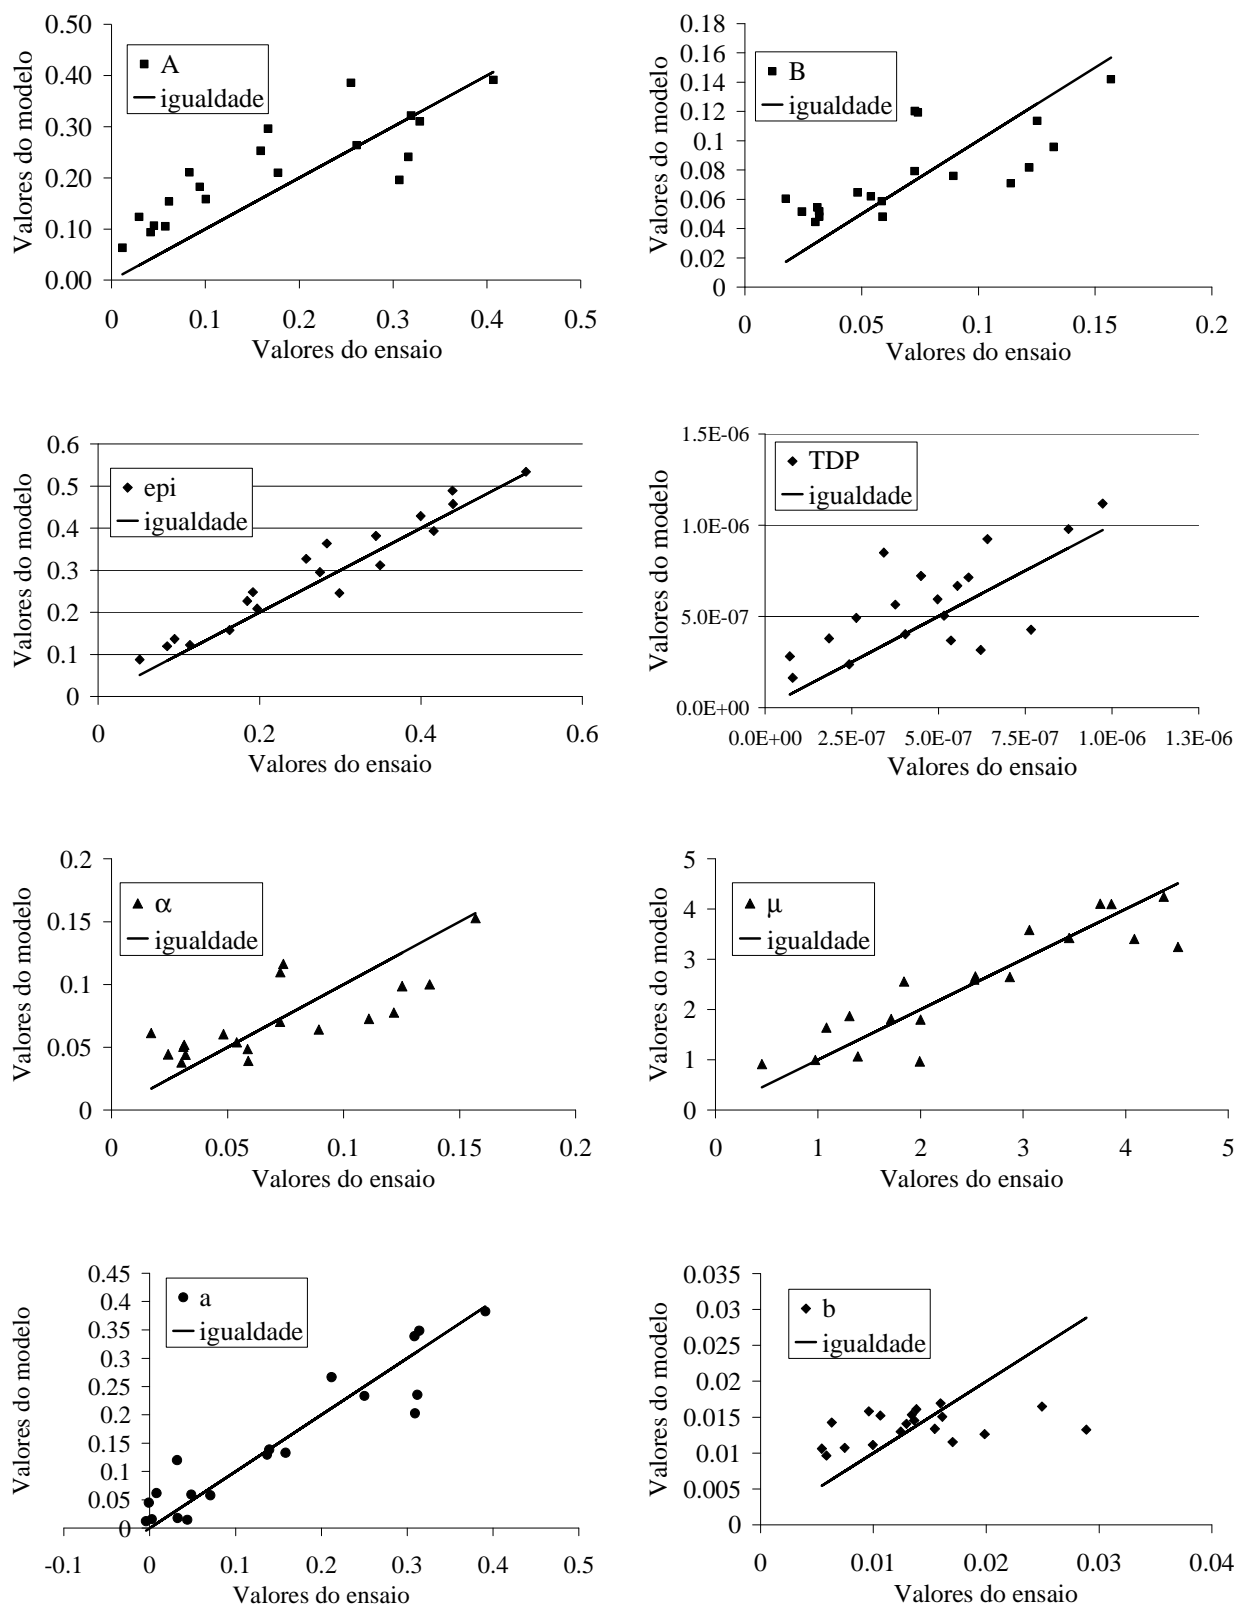 0.50
0.40
0.30
0.20
0.10
0.00
Valores do modelo
A
igualdade
0 0.1 0.2 0.3 0.4 0.5
Valores do ensaio
0.18
0.16
0.14
0.12
0.1
0.08
0.06
0.04
0.02
0
Valores do modelo
B
igualdade
0 0.05 0.1 0.15 0.2
Valores do ensaio
0.6
0.5
0.4
0.3
0.2
0.1
0
Valores do modelo
epi
igualdade
0 0.2 0.4 0.6
Valores do ensaio
1.5E-06
1.0E-06
5.0E-07
0.0E+00
Valores do modelo
TDP
igualdade
0.0E+00 2.5E-07 5.0E-07 7.5E-07 1.0E-06 1.3E-06
Valores do ensaio
0.2
0.15
0.1
0.05
0
Valores do modelo
α
igualdade
0 0.05 0.1 0.15 0.2
Valores do ensaio
5
4
3
2
1
0
Valores do modelo
μ
igualdade
0 1 2 3 4 5
Valores do ensaio
0.45
0.4
0.35
0.3
0.25
0.2
0.15
0.1
0.05
0
Valores do modelo
a
igualdade
-0.1 0 0.1 0.2 0.3 0.4 0.5
Valores do ensaio
0.035
0.03
0.025
0.02
0.015
0.01
0.005
0
Valores do modelo
b
igualdade
0 0.01 0.02 0.03 0.04
Valores do ensaio